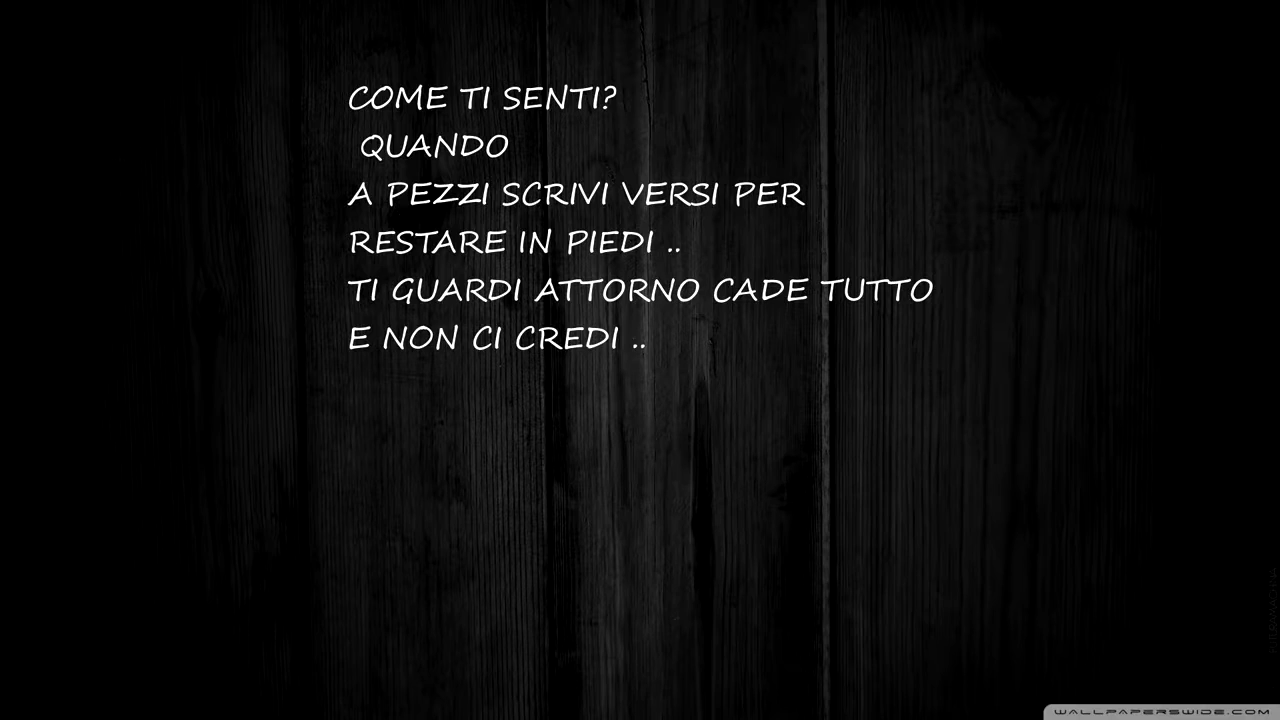 COME TI SENTI?
QUANDO
A PEZZI SCRIVI VERSI PER
RESTARE IN PIEDI ..
TI GUARDI ATTORNO CADE TUTTO
E NON CI CREDI ..
WALLPAPERSWIDE.COM